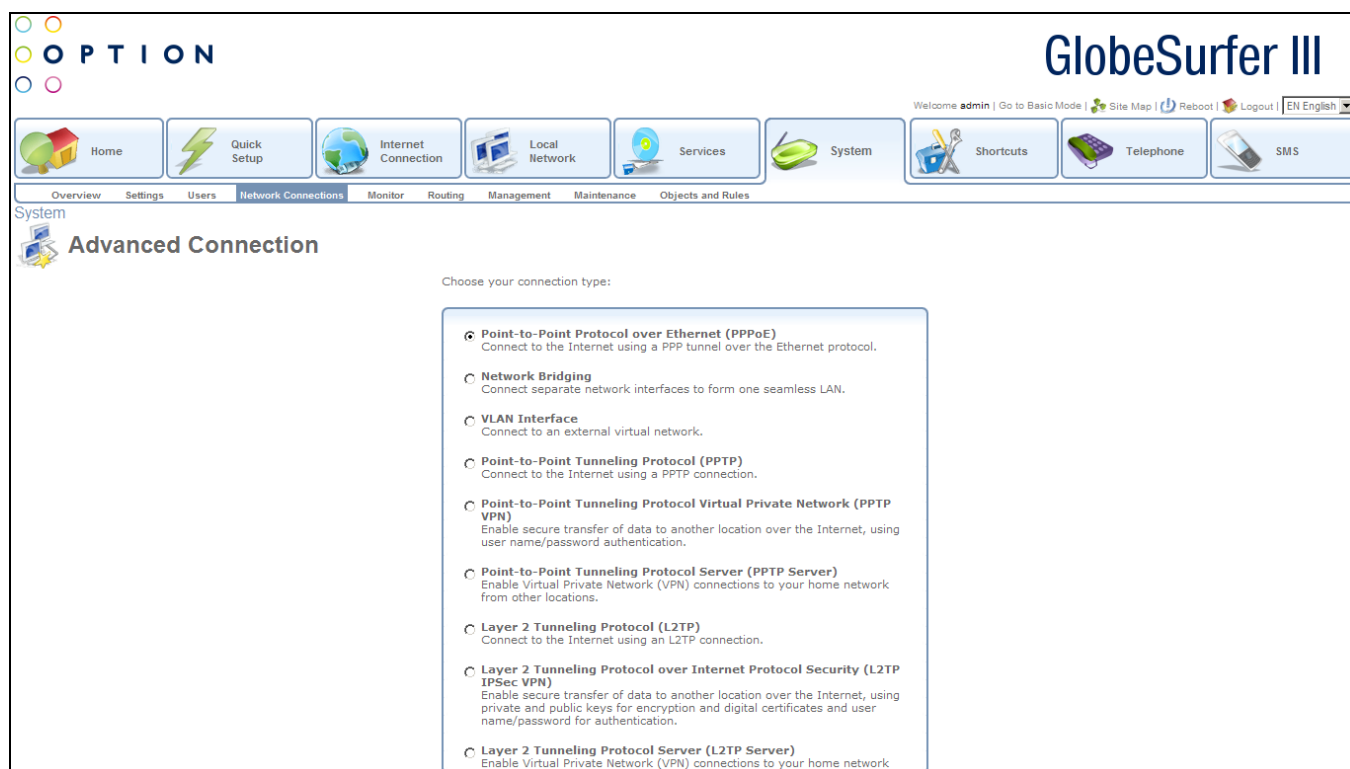 OPTION
GlobeSurfer III
Welcome admin | Go to Basic Mode | Site Map | Reboot | Logout | EN English
Home
Quick
Setup
Internet
Connection
Local
Network
Services
System
Shortcuts
Telephone
SMS
Overview Settings Users Network Connections Monitor Routing Management Maintenance Objects and Rules
System
Advanced Connection
Choose your connection type:
Point-to-Point Protocol over Ethernet (PPPoE)
Connect to the Internet using a PPP tunnel over the Ethernet protocol.
Network Bridging
Connect separate network interfaces to form one seamless LAN.
VLAN Interface
Connect to an external virtual network.
Point-to-Point Tunneling Protocol (PPTP)
Connect to the Internet using a PPTP connection.
Point-to-Point Tunneling Protocol Virtual Private Network (PPTP
VPN)
Enable secure transfer of data to another location over the Internet, using
user name/password authentication.
Point-to-Point Tunneling Protocol Server (PPTP Server)
Enable Virtual Private Network (VPN) connections to your home network
from other locations.
Layer 2 Tunneling Protocol (L2TP)
Connect to the Internet using an L2TP connection.
Layer 2 Tunneling Protocol over Internet Protocol Security (L2TP
IPSec VPN)
Enable secure transfer of data to another location over the Internet, using
private and public keys for encryption and digital certificates and user
name/password for authentication.
Layer 2 Tunneling Protocol Server (L2TP Server)
Enable Virtual Private Network (VPN) connections to your home network